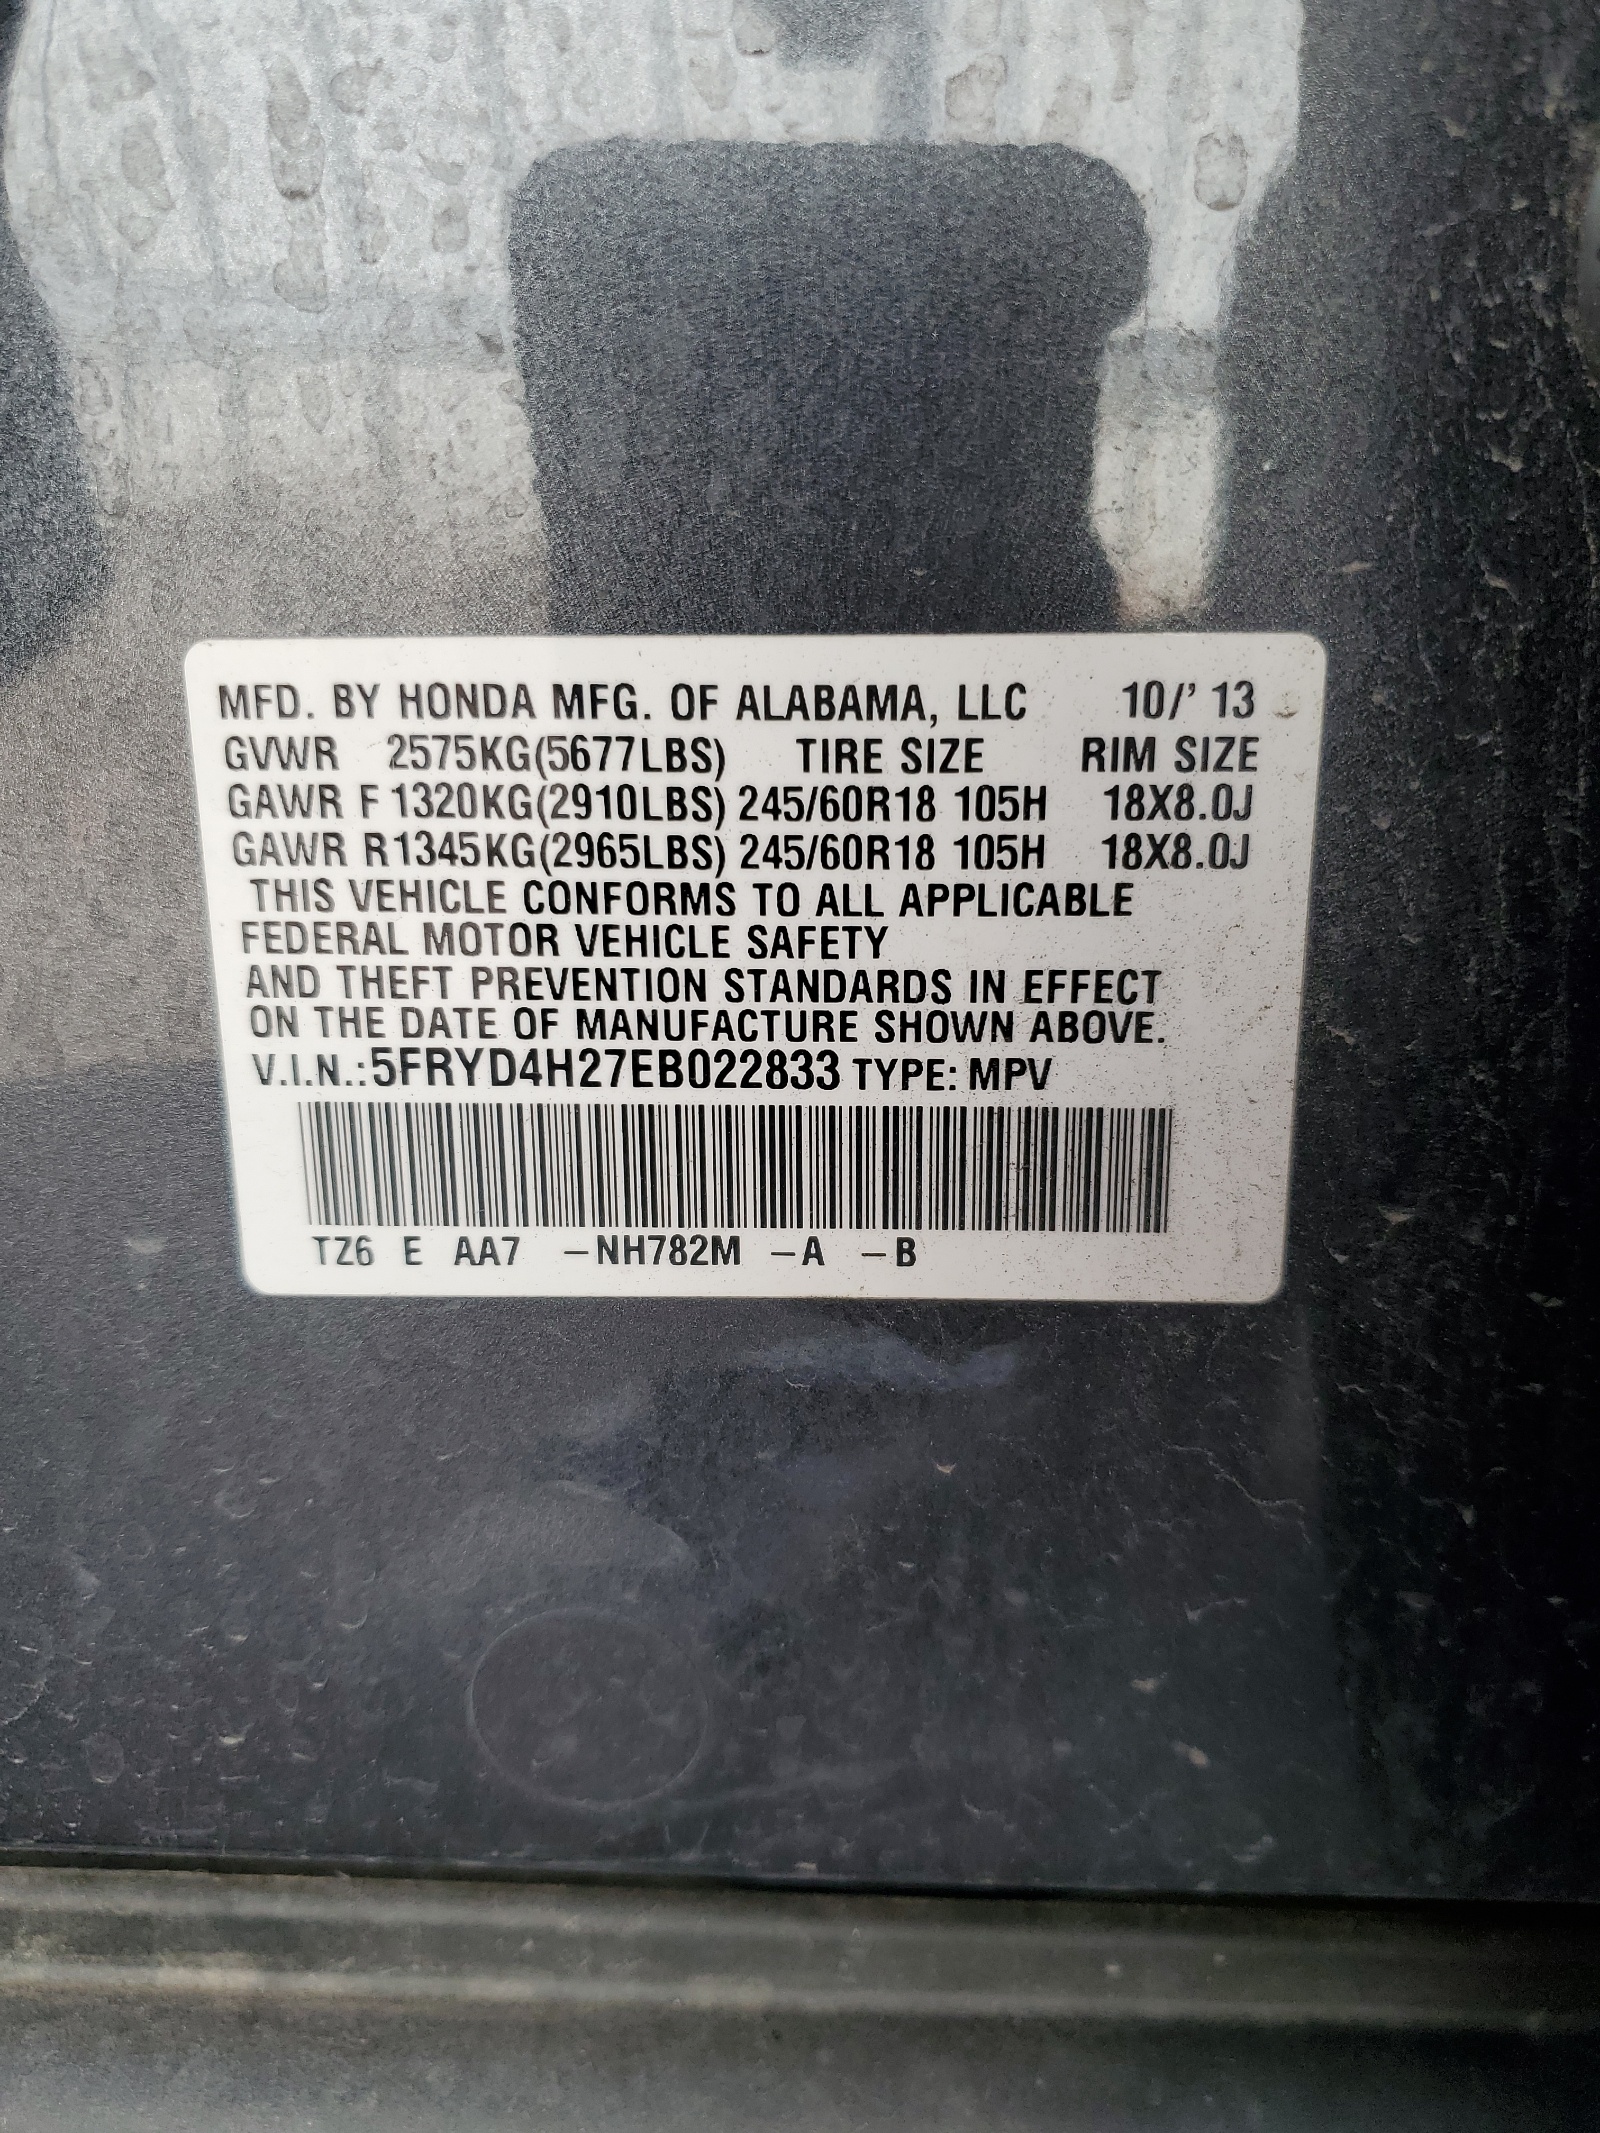 MFD. BY HONDA MFG. OF ALABAMA, LLC 10/' 13
GVWR 2575KG(5677LBS) TIRE SIZE RIM SIZE
GAWR F 1320KG(2910LBS) 245/60R18 105H 18X8.0J
GAWR R 1345KG(2965LBS) 245/60R18 105H 18X8.0J
THIS VEHICLE CONFORMS TO ALL APPLICABLE
FEDERAL MOTOR VEHICLE SAFETY
AND THEFT PREVENTION STANDARDS IN EFFECT
ON THE DATE OF MANUFACTURE SHOWN ABOVE.
V.I.N.:5FRYD4H27EB022833 TYPE: MPV
TZ6 E AA7 –NH782M –A –B